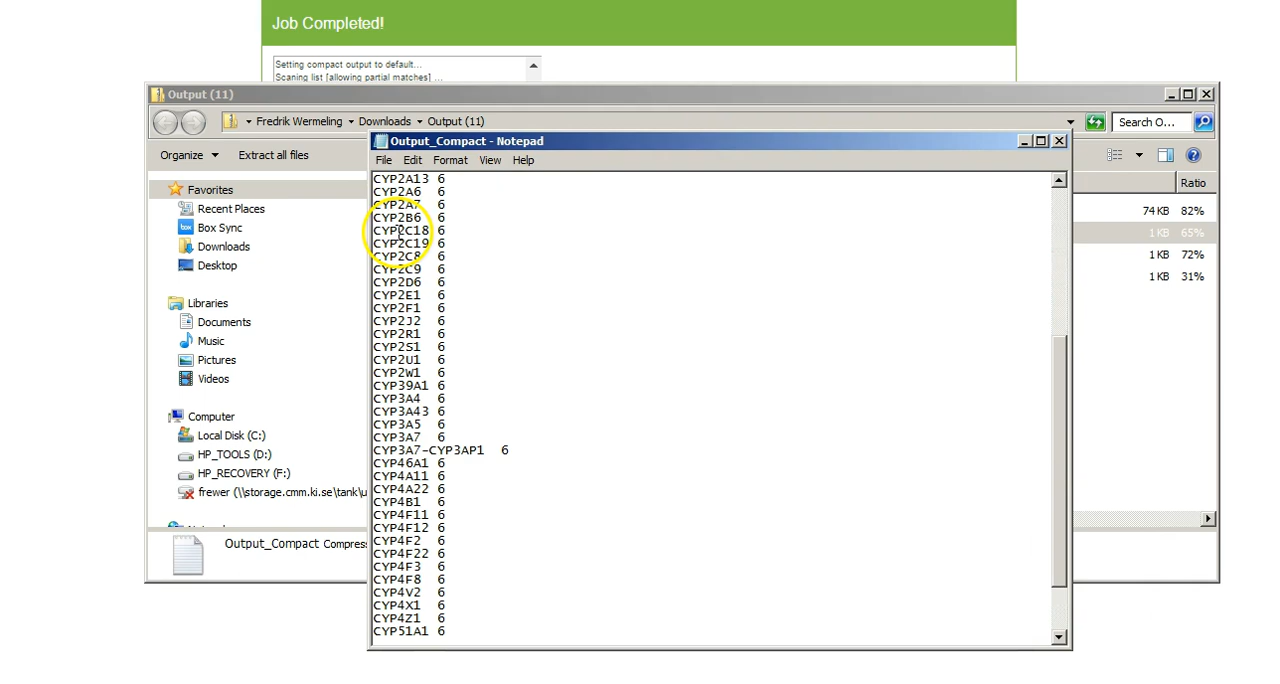 Job Completed!
Setting compact output to default...
Scaning list [allowing partial matches] ...
Output (11)
Fredrik Wermeling Downloads Output (11)
Search O...
Organize Extract all files
Output_Compact - Notepad
File Edit Format View Help
Ratio
74 KB 82%
1 KB 65%
1 KB 72%
1 KB 31%
Favorites
Recent Places
Box Sync
Downloads
Desktop
Libraries
Documents
Music
Pictures
Videos
Computer
Local Disk (C:)
HP_TOOLS (D:)
HP_RECOVERY (F:)
frewer (\\storage.cmm.ki.se\tank\u
Output_Compact Compress
CYP2A13 6
CYP2A6 6
CYP2A7 6
CYP2B6 6
CYP2C18 6
CYP2C19 6
CYP2C8 6
CYP2C9 6
CYP2D6 6
CYP2E1 6
CYP2F1 6
CYP2J2 6
CYP2R1 6
CYP2S1 6
CYP2U1 6
CYP2W1 6
CYP39A1 6
CYP3A4 6
CYP3A43 6
CYP3A5 6
CYP3A7 6
CYP3A7-CYP3AP1 6
CYP46A1 6
CYP4A11 6
CYP4A22 6
CYP4B1 6
CYP4F11 6
CYP4F12 6
CYP4F2 6
CYP4F22 6
CYP4F3 6
CYP4F8 6
CYP4V2 6
CYP4X1 6
CYP4Z1 6
CYP51A1 6